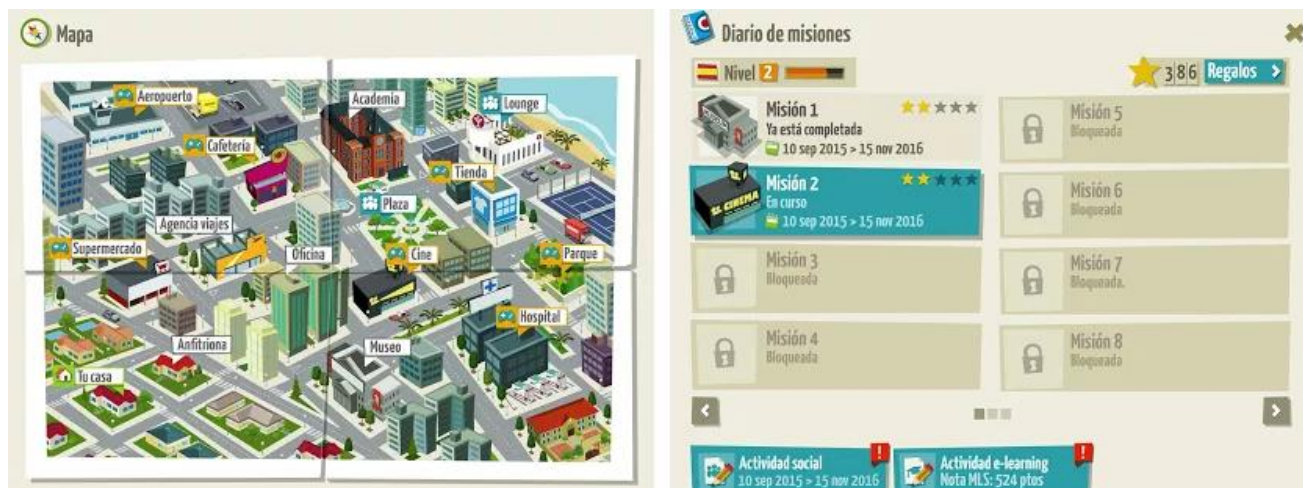 Mapa
Aeropuerto
Academia
Lounge
Cafetería
Tienda
Plaza
Agencia viajes
Supermercado
Oficina
Cine
Parque
Hospital
Anfitriona
Museo
Tu casa
Diario de misiones
Nivel 2
386 Regalos >
Misión 1
Ya está completada
10 sep 2015 > 15 nov 2016
Misión 2
En curso
10 sep 2015 > 15 nov 2016
SL CINEMA
Misión 3
Bloqueada
Misión 4
Bloqueada
Misión 5
Bloqueada
Misión 6
Bloqueada
Misión 7
Bloqueada.
Misión 8
Bloqueada
Actividad social
10 sep 2015 > 15 nov 2016
Actividad e-learning
Nota MLS: 524 ptos